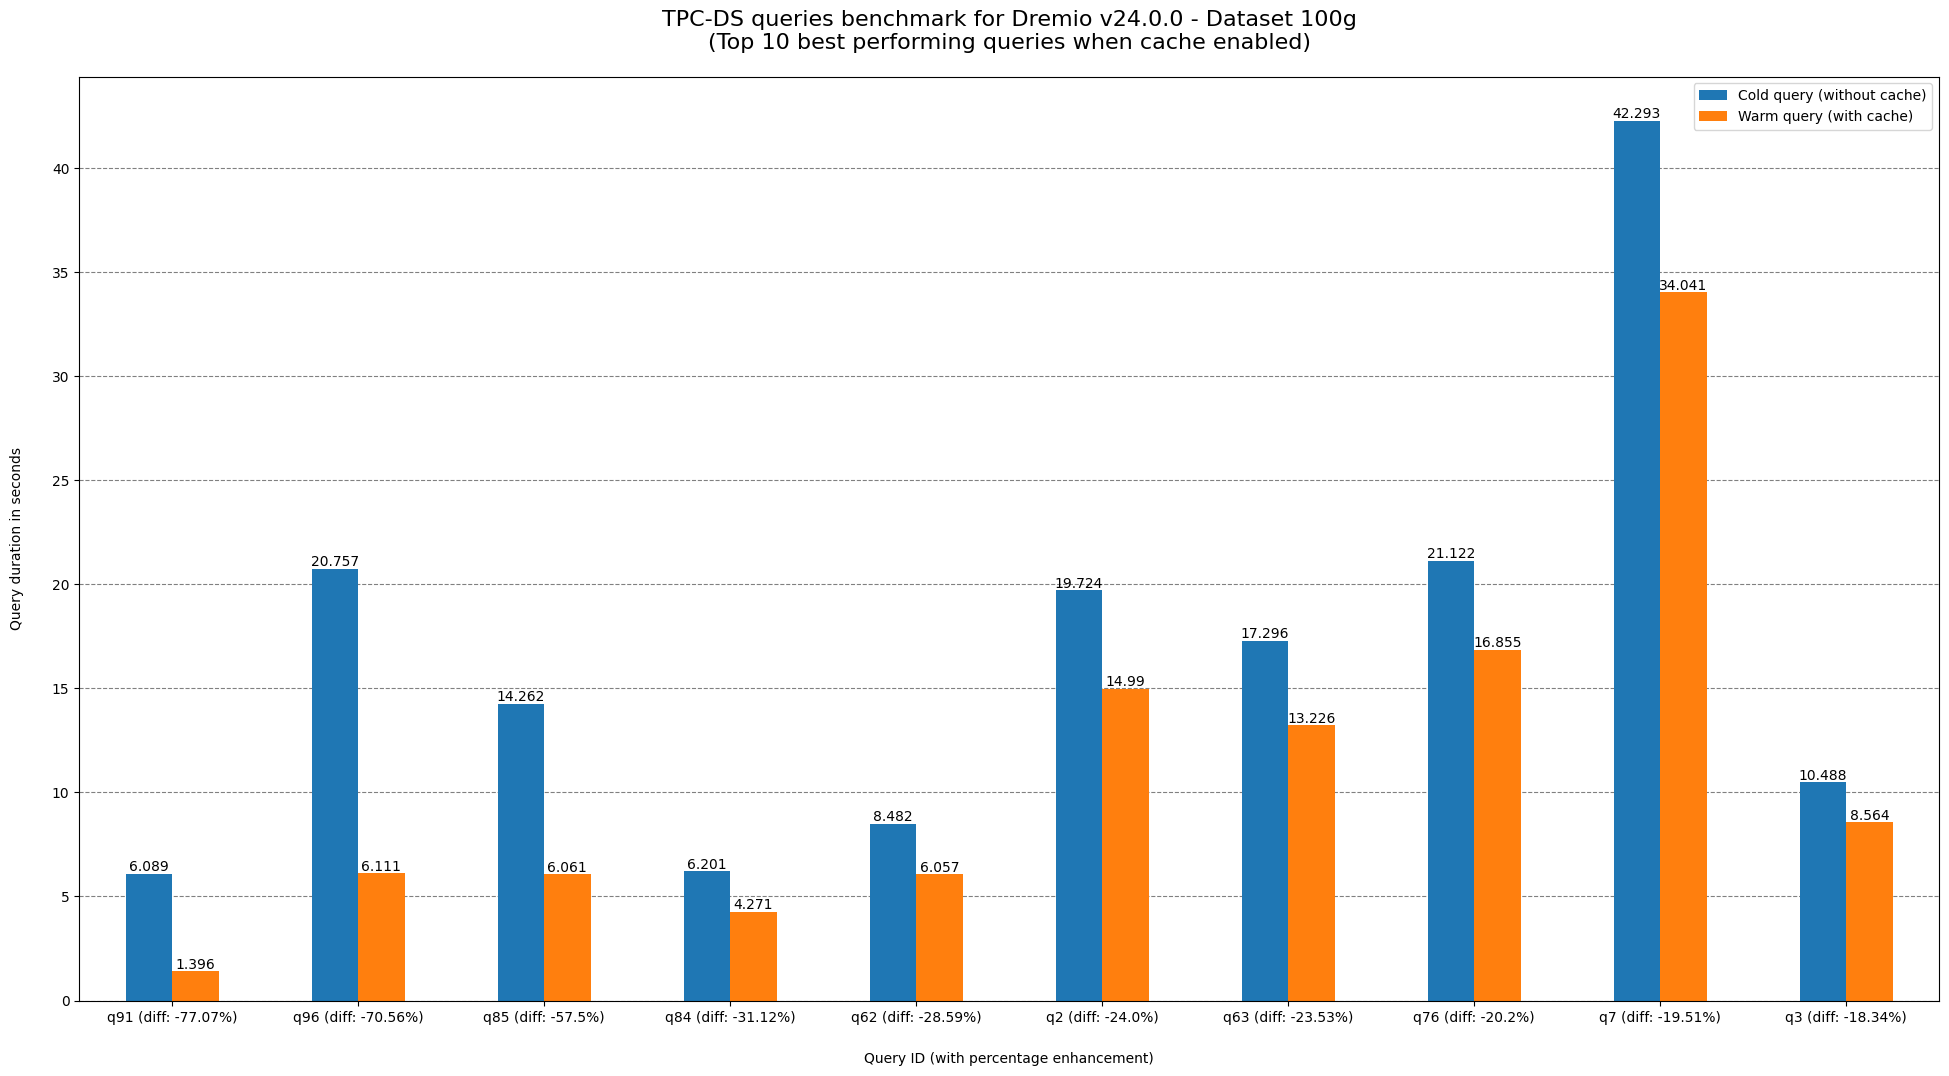 TPC-DS queries benchmark for Dremio v24.0.0 - Dataset 100g
(Top 10 best performing queries when cache enabled)
Cold query (without cache)
Warm query (with cache)
Query duration in seconds
40
35
30
25
20
15
10
5
0
6.089
1.396
20.757
6.111
14.262
6.061
6.201
4.271
8.482
6.057
19.724
14.99
17.296
13.226
21.122
16.855
42.293
34.041
10.488
8.564
q91 (diff: -77.07%)
q96 (diff: -70.56%)
q85 (diff: -57.5%)
q84 (diff: -31.12%)
q62 (diff: -28.59%)
q2 (diff: -24.0%)
q63 (diff: -23.53%)
q76 (diff: -20.2%)
q7 (diff: -19.51%)
q3 (diff: -18.34%)
Query ID (with percentage enhancement)